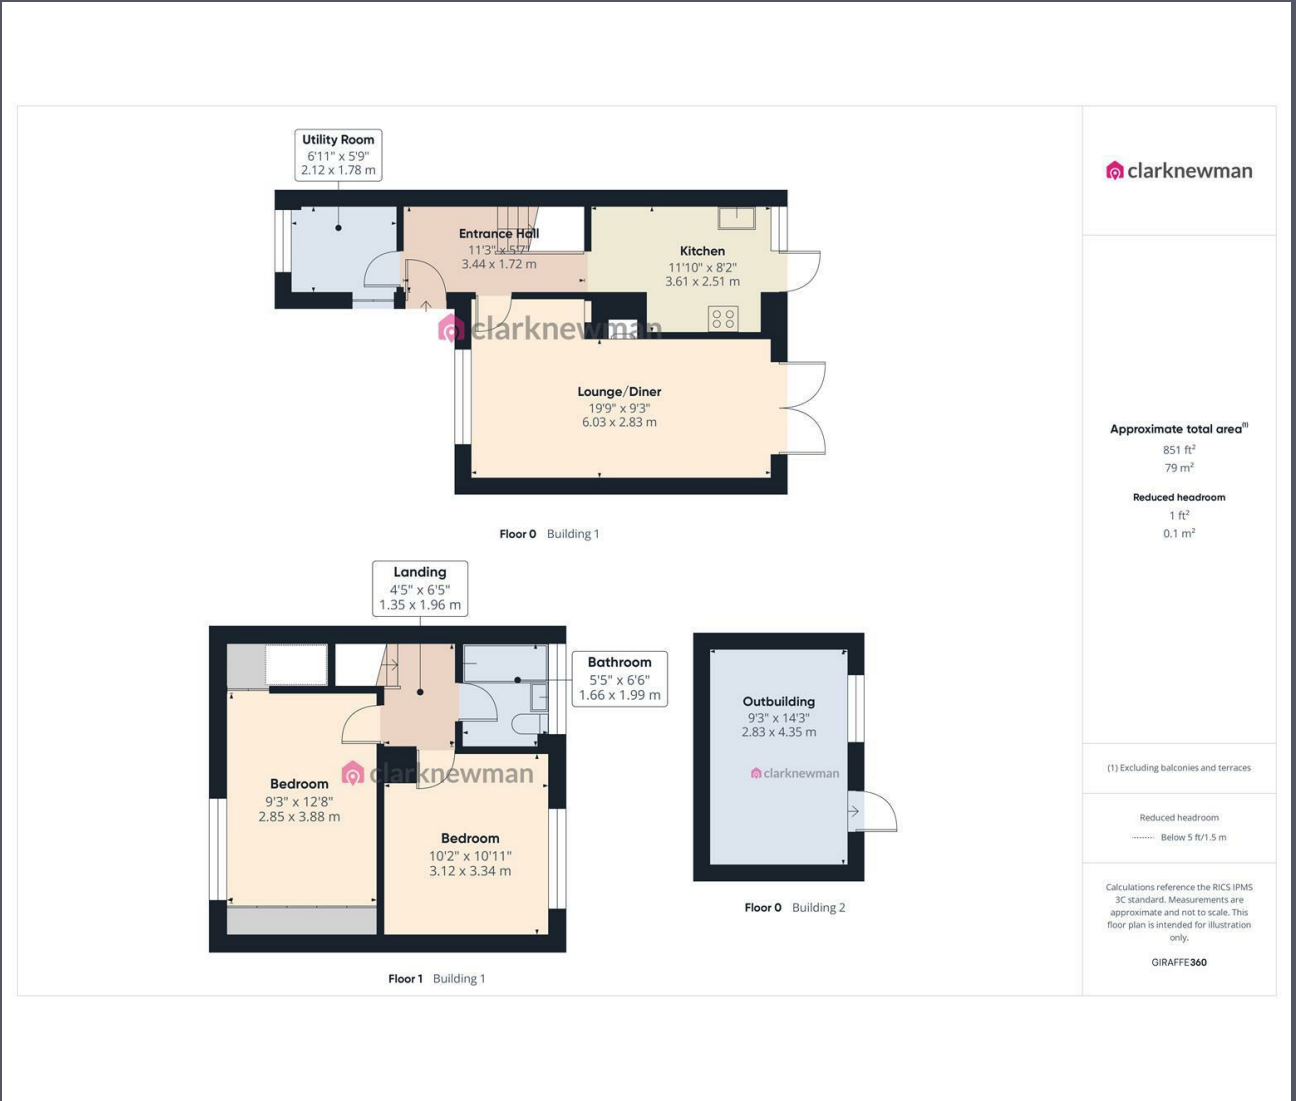 Utility Room
6'11" x 5'9"
2.12 x 1.78 m
Entrance Hall
11'3" x 5'7"
3.44 x 1.72 m
Kitchen
11'10" x 8'2"
3.61 x 2.51 m
clarknewman
Lounge/Diner
19'9" x 9'3"
6.03 x 2.83 m
Floor 0 Building 1
Landing
4'5" x 6'5"
1.35 x 1.96 m
Bathroom
5'5" x 6'6"
1.66 x 1.99 m
clarknewman
Bedroom
9'3" x 12'8"
2.85 x 3.88 m
Bedroom
10'2" x 10'11"
3.12 x 3.34 m
Floor 1 Building 1
Outbuilding
9'3" x 14'3"
2.83 x 4.35 m
clarknewman
Floor 0 Building 2
clarknewman
Approximate total area(1)
851 ft²
79 m²
Reduced headroom
1 ft²
0.1 m²
(1) Excluding balconies and terraces
Reduced headroom
Below 5 ft/1.5 m
Calculations reference the RICS IPMS
3C standard. Measurements are
approximate and not to scale. This
floor plan is intended for illustration
only.
GIRAFFE360